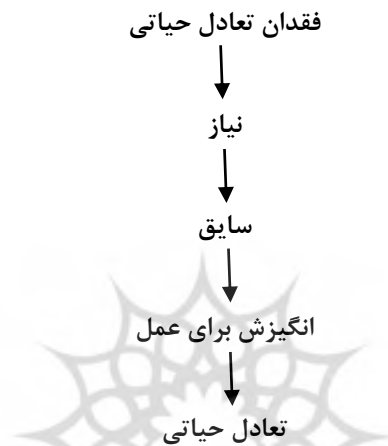 فقدان تعادل حیاتی
نیاز
سایق
انگیزش برای عمل
تعادل حیاتی